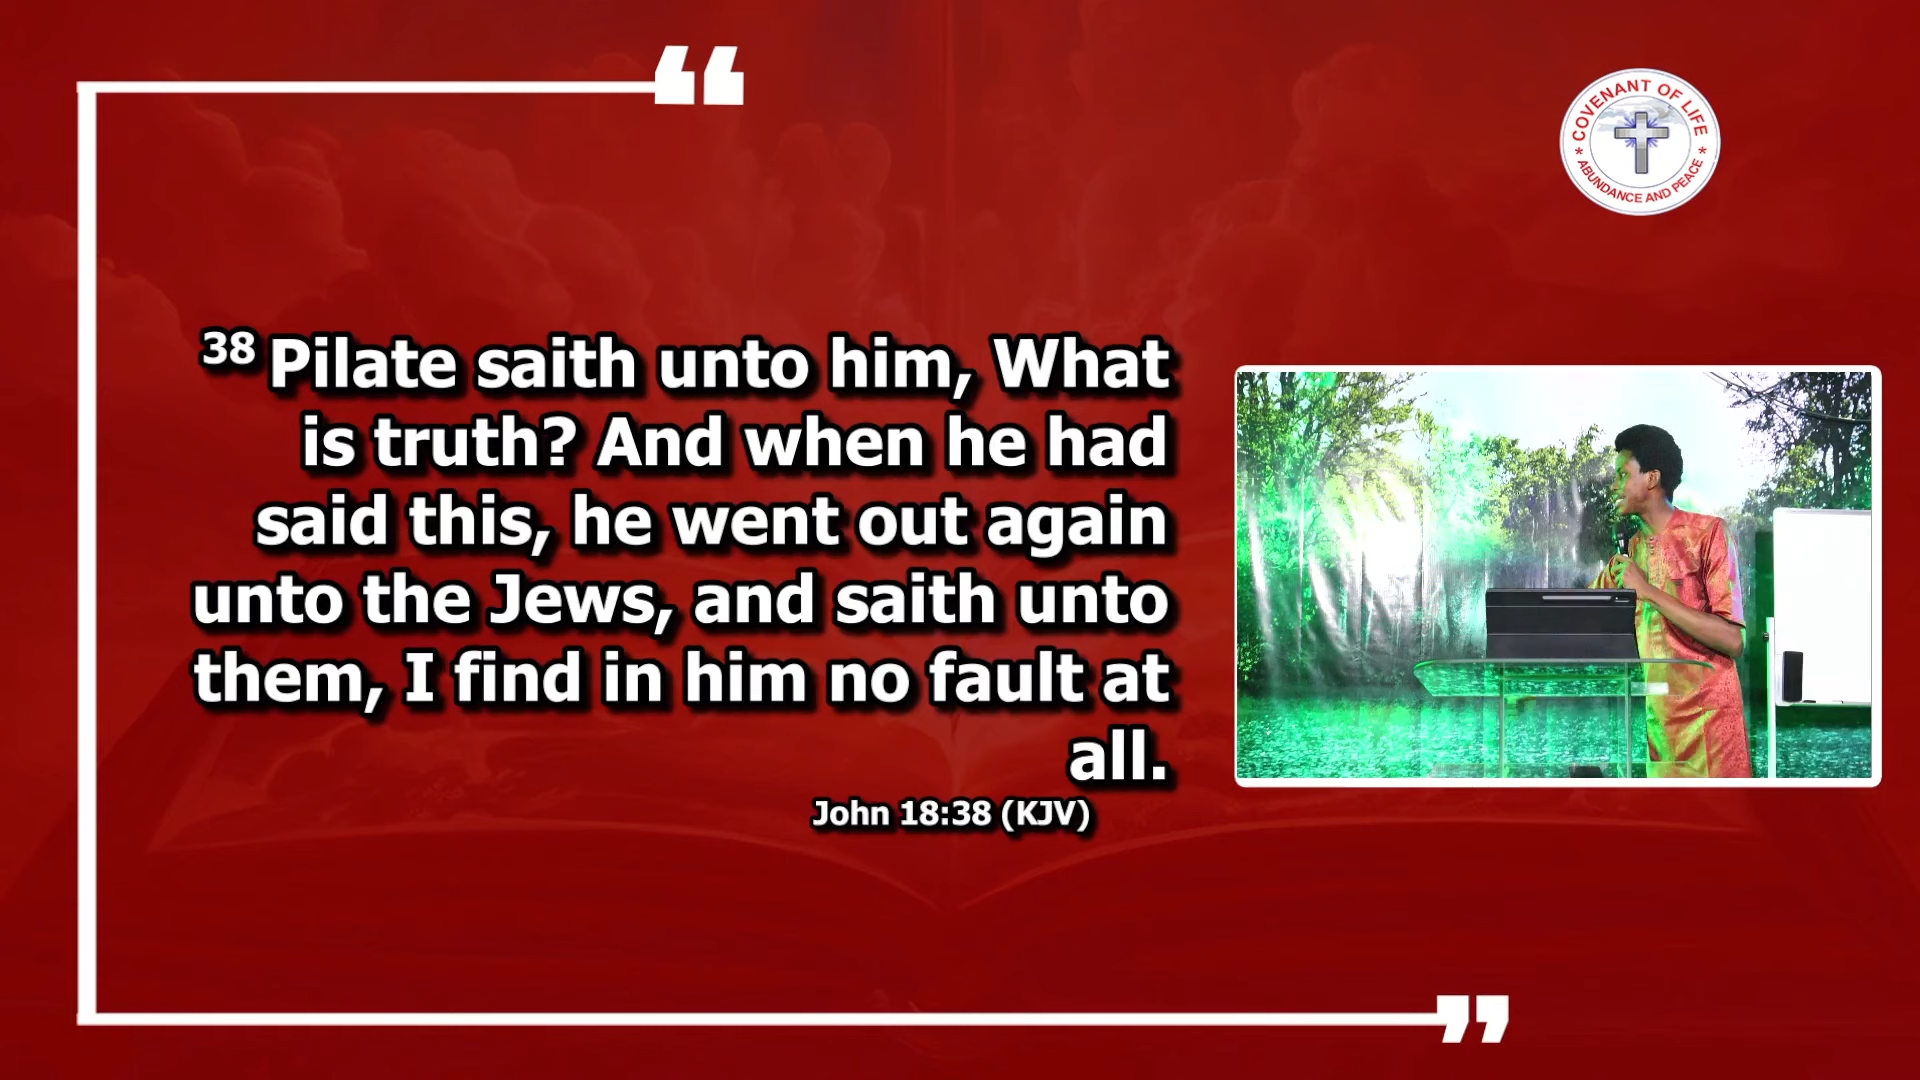 38 Pilate saith unto him, What
is truth? And when he had
said this, he went out again
unto the Jews, and saith unto
them, I find in him no fault at
all.
John 18:38 (KJV)
COVENANT OF LIFE
* ABUNDANCE AND PEACE *